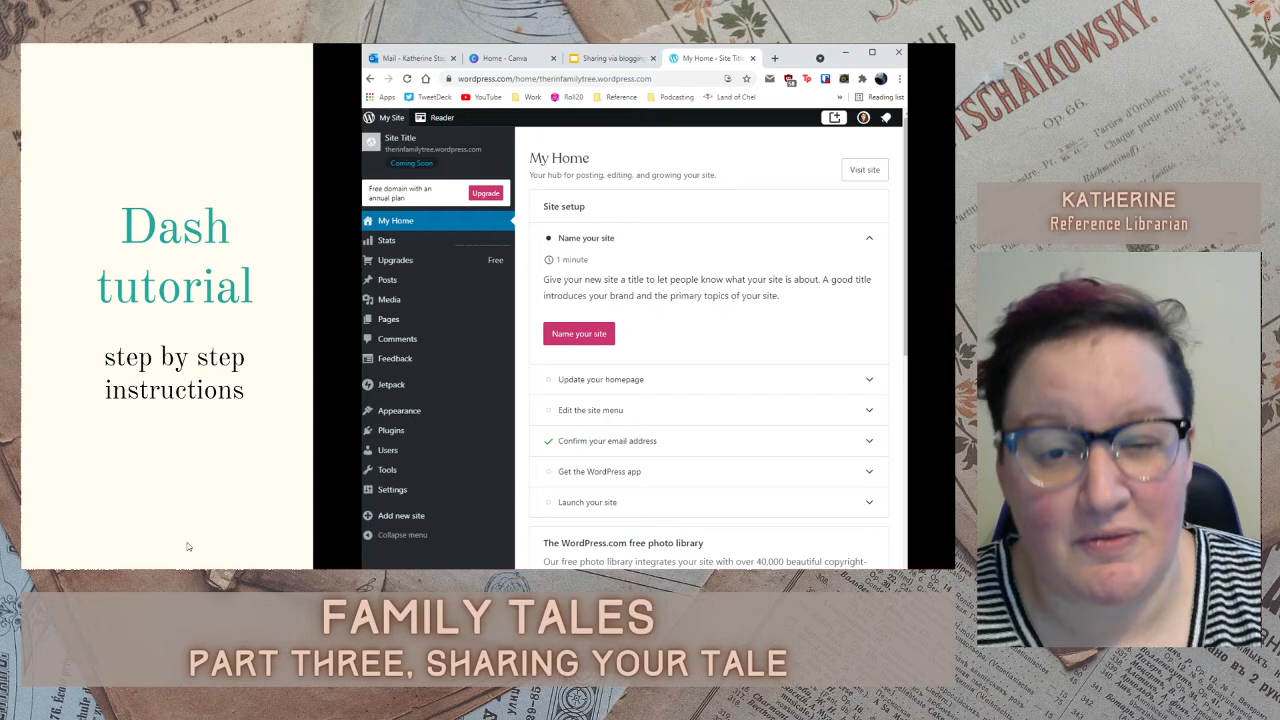 TSCHAÏKOWSKY.
Op. 66.
Dash
tutorial
step by step
instructions
Mail - Katherine Sta
Home - Canva
Sharing via blogging
My Home ‹ Site Title
wordpress.com/home/therinfamilytree.wordpress.com
Apps
TweetDeck
YouTube
Work
Roll20
Reference
Podcasting
Land of Chel
»
Reading list
My Site
Reader
Site Title
therinfamilytree.wordpress.com
Coming Soon
Free domain with an
annual plan
Upgrade
My Home
Stats
Upgrades
Free
Posts
Media
Pages
Comments
Feedback
Jetpack
Appearance
Plugins
Users
Tools
Settings
Add new site
Collapse menu
My Home
Your hub for posting, editing, and growing your site.
Visit site
Site setup
Name your site
1 minute
Give your new site a title to let people know what your site is about. A good title
introduces your brand and the primary topics of your site.
Name your site
Update your homepage
Edit the site menu
Confirm your email address
Get the WordPress app
Launch your site
The WordPress.com free photo library
Our free photo library integrates your site with over 40,000 beautiful copyright-
KATHERINE
Reference Librarian
FAMILY TALES
PART THREE, SHARING YOUR TALE